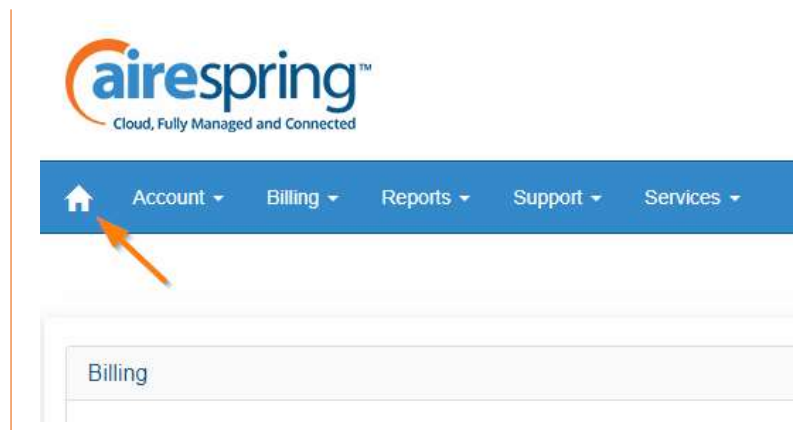 airespring™
Cloud, Fully Managed and Connected
Account Billing Reports Support Services
Billing